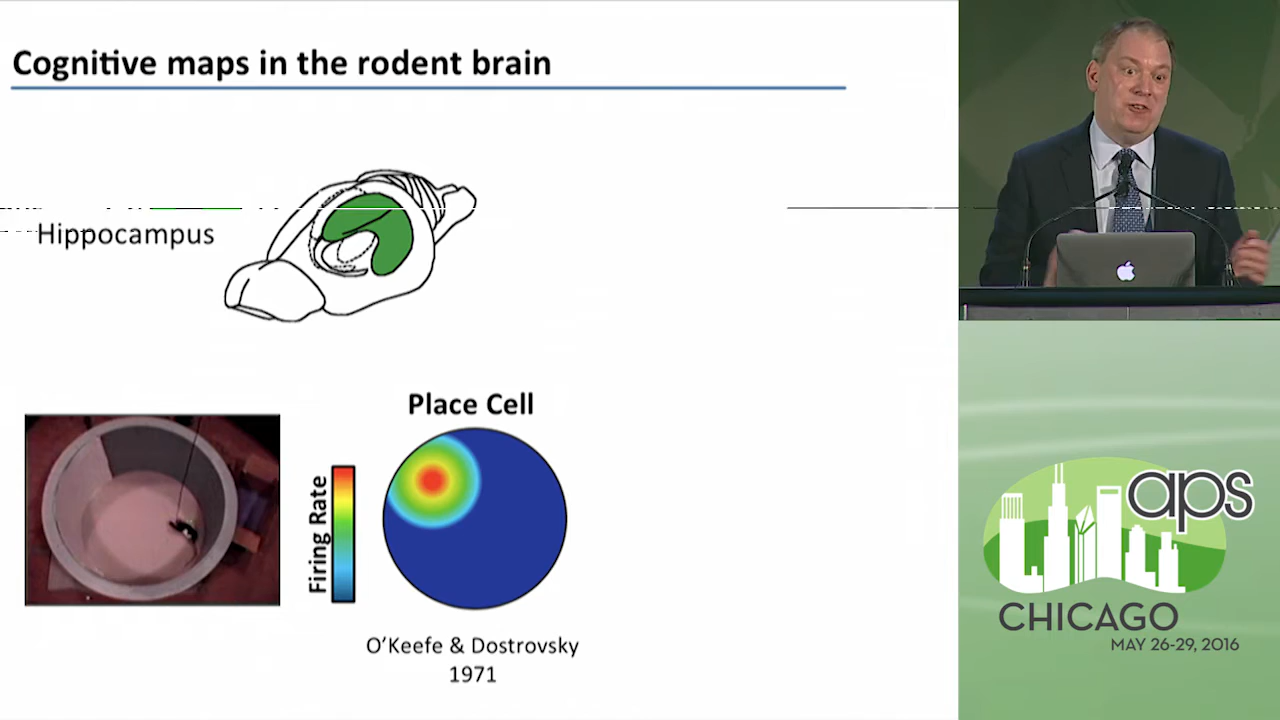 Cognitive maps in the rodent brain
Hippocampus
Place Cell
Firing Rate
O'Keefe & Dostrovsky
1971
aps
CHICAGO
MAY 26-29, 2016